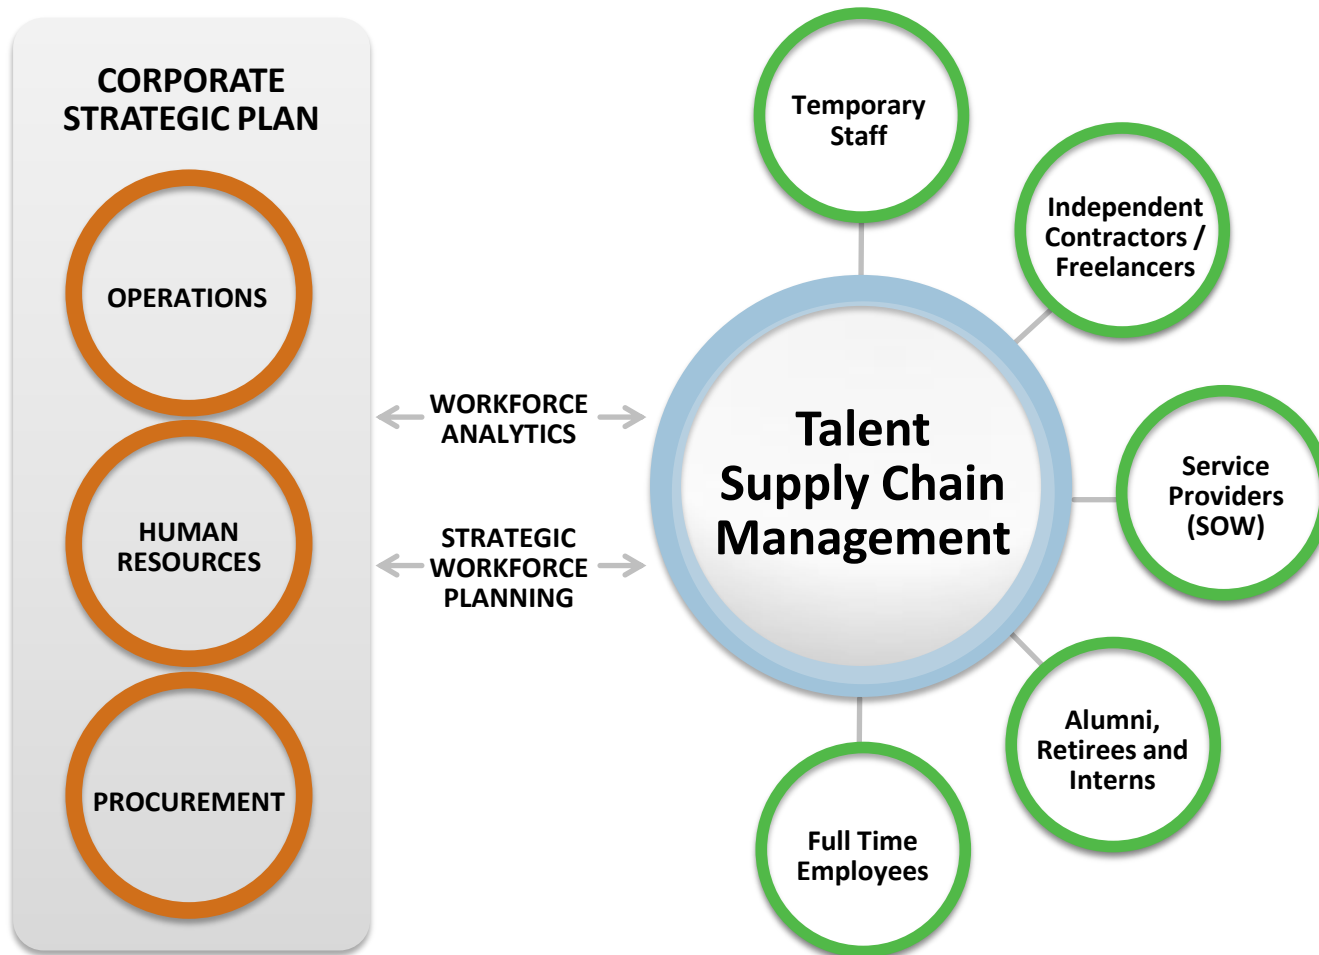 CORPORATE
STRATEGIC PLAN
OPERATIONS
HUMAN
RESOURCES
PROCUREMENT
WORKFORCE
ANALYTICS
STRATEGIC
WORKFORCE
PLANNING
Talent
Supply Chain
Management
Temporary
Staff
Independent
Contractors /
Freelancers
Service
Providers
(SOW)
Alumni,
Retirees and
Interns
Full Time
Employees